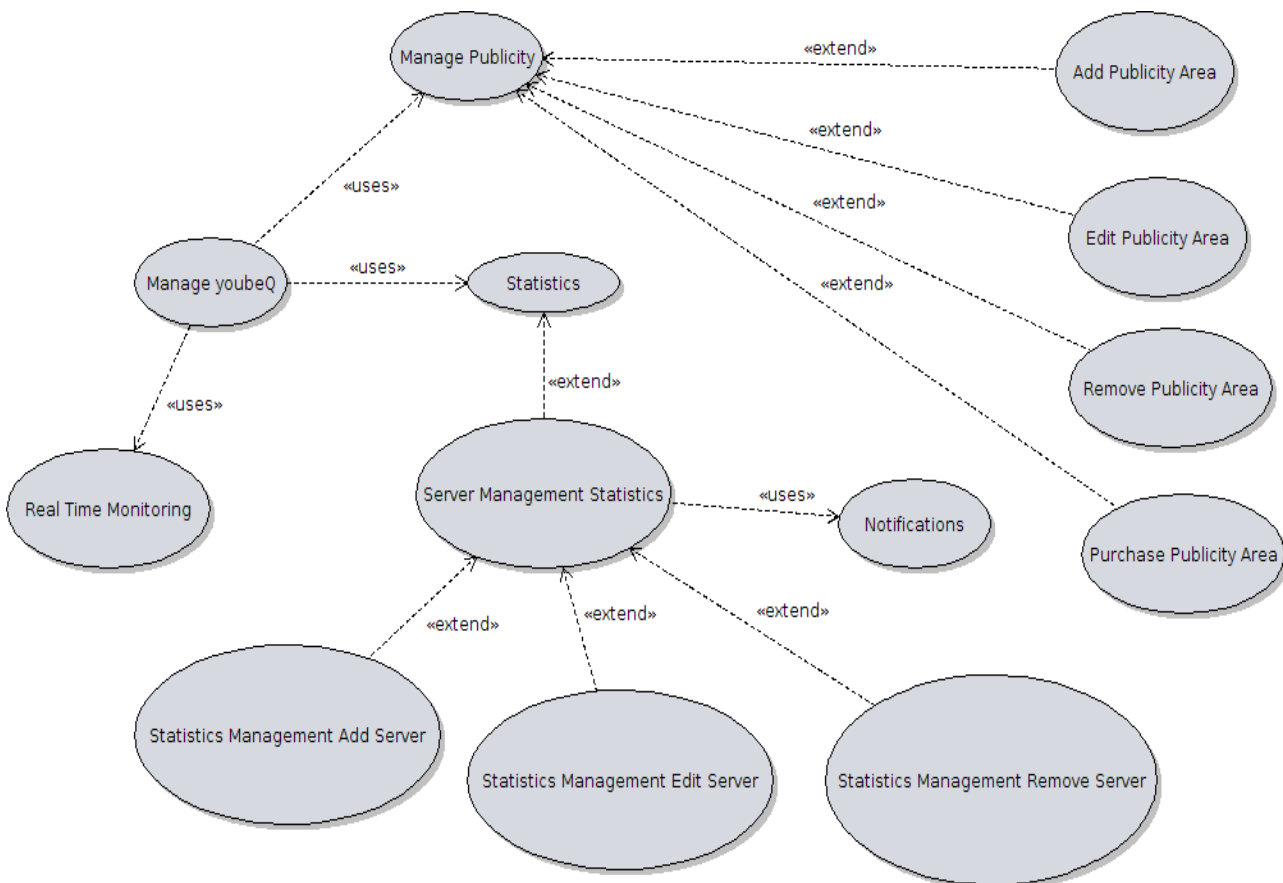 Manage Publicity
«extend»
Add Publicity Area
«extend»
«uses»
Edit Publicity Area
«extend»
«uses»
Manage youbeQ
Statistics
«extend»
«extend»
Remove Publicity Area
«uses»
Server Management Statistics
«uses»
Real Time Monitoring
Notifications
Purchase Publicity Area
«extend»
«extend»
«extend»
Statistics Management Add Server
Statistics Management Edit Server
Statistics Management Remove Server